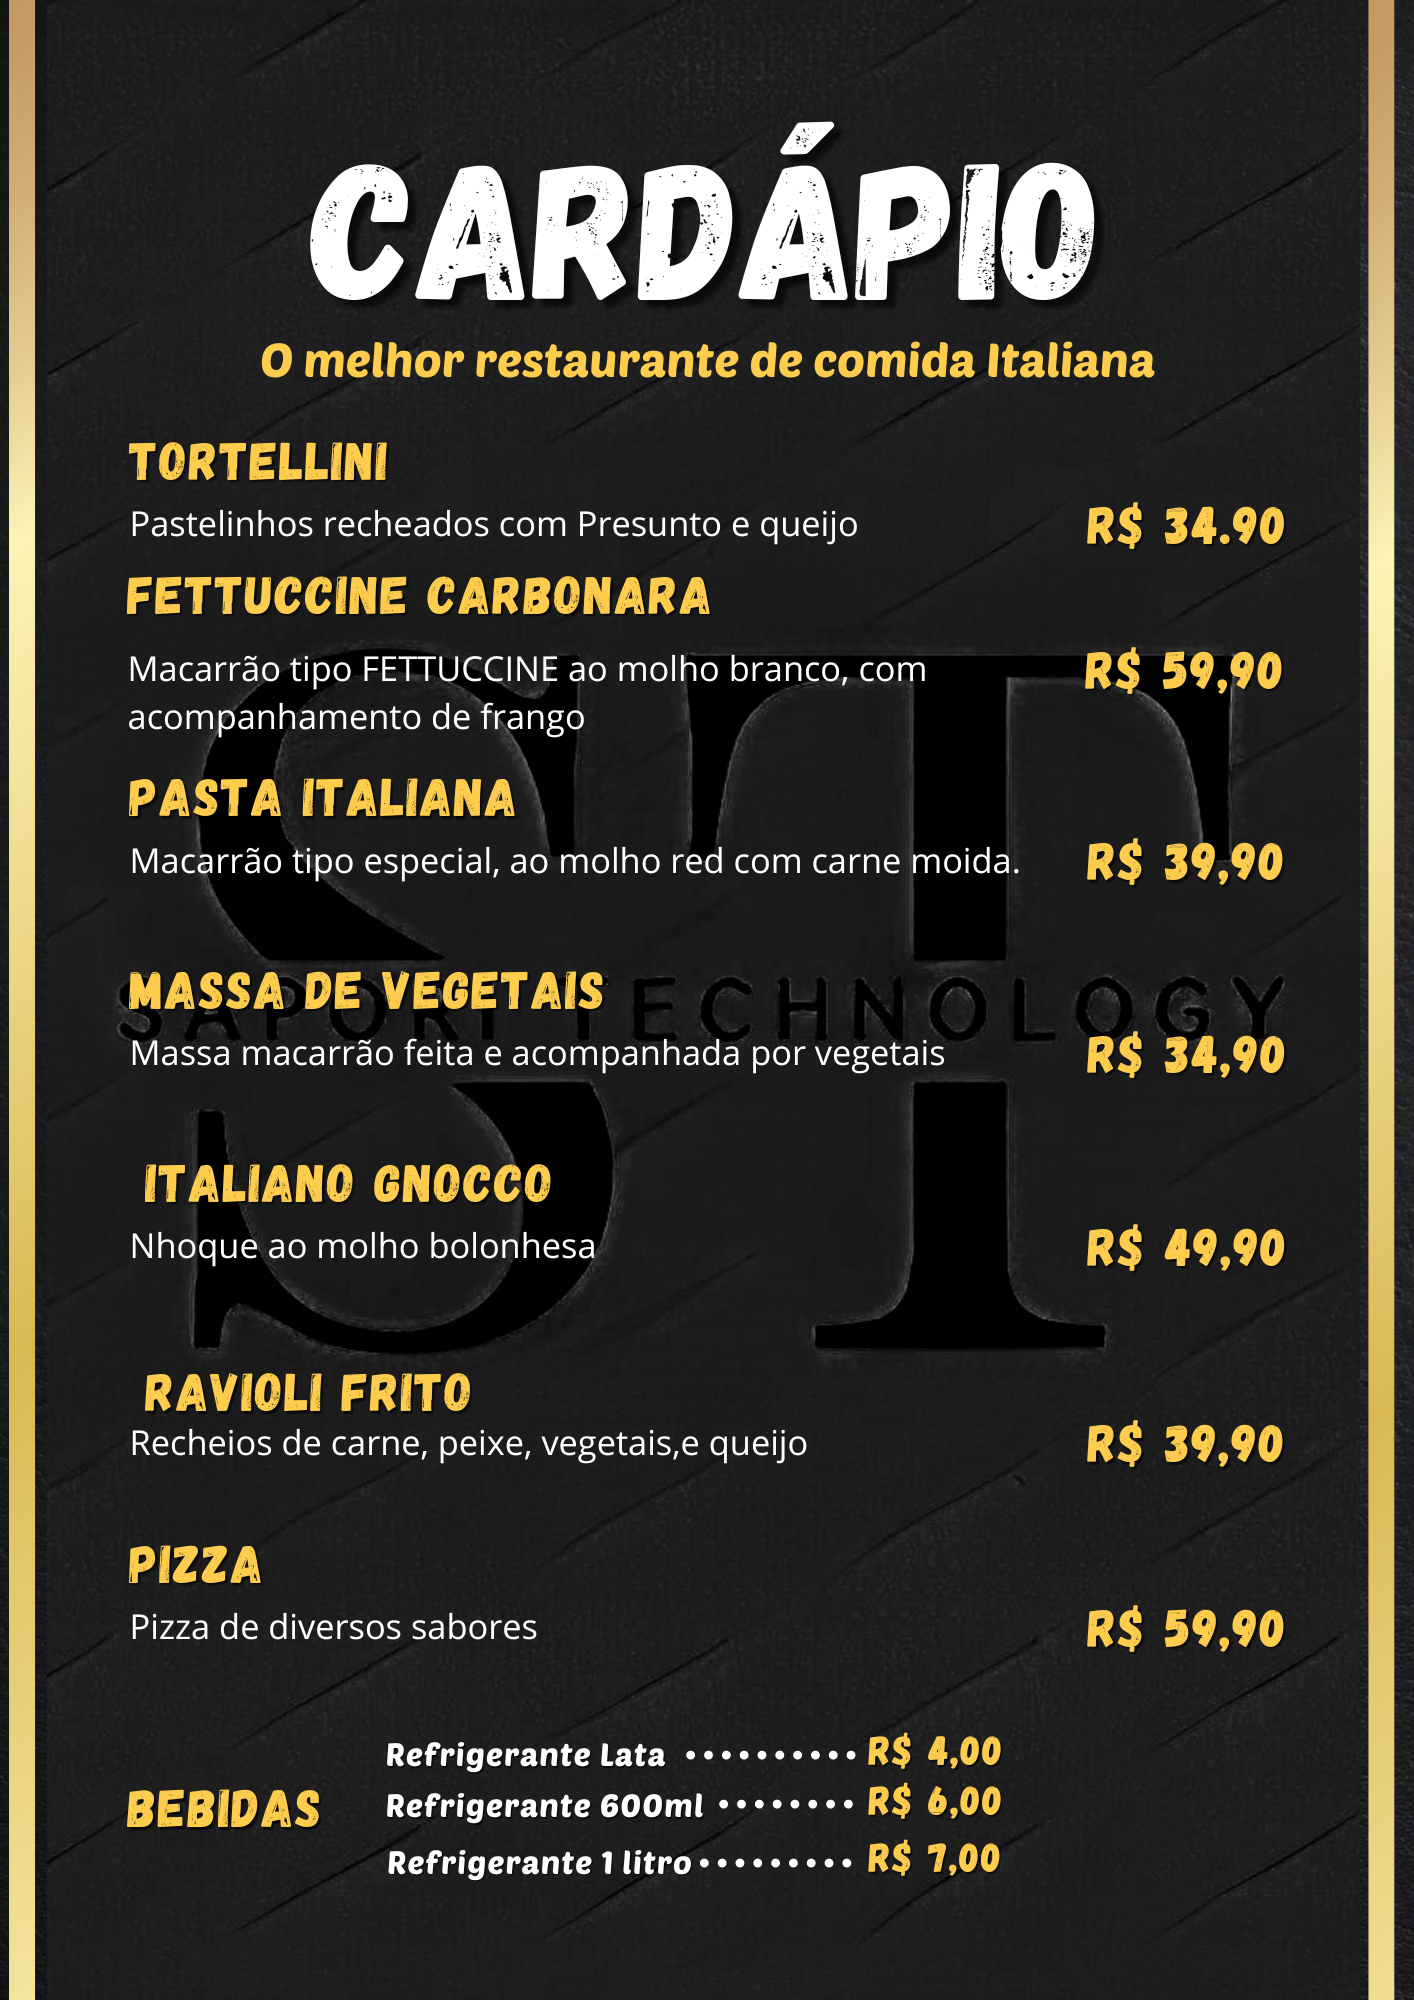 CARDÁPIO
O melhor restaurante de comida Italiana
TORTELLINI
Pastelinhos recheados com Presunto e queijo R$ 34.90
FETTUCCINE CARBONARA
Macarrão tipo FETTUCCINE ao molho branco, com R$ 59,90
acompanhamento de frango
PASTA ITALIANA
Macarrão tipo especial, ao molho red com carne moida. R$ 39,90
ST
MASSA DE VEGETAIS
SAPORI TECHNOLOGY
Massa macarrão feita e acompanhada por vegetais R$ 34,90
ITALIANO GNOCCO
Nhoque ao molho bolonhesa R$ 49,90
RAVIOLI FRITO
Recheios de carne, peixe, vegetais,e queijo R$ 39,90
PIZZA
Pizza de diversos sabores R$ 59,90
BEBIDAS
Refrigerante Lata •••••••••• R$ 4,00
Refrigerante 600ml •••••••• R$ 6,00
Refrigerante 1 litro ••••••••• R$ 7,00